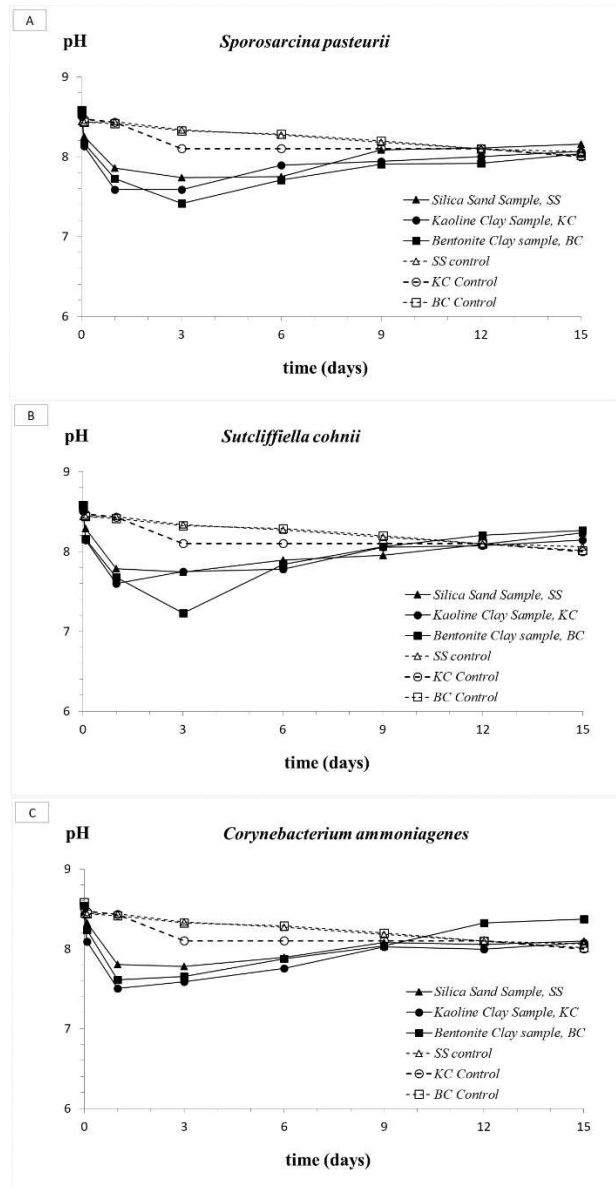 A
pH
Sporosarcina pasteurii
9
8
7
6
Silica Sand Sample, SS
Kaoline Clay Sample, KC
Bentonite Clay sample, BC
SS control
KC Control
BC Control
0 3 6 9 12 15
time (days)
B
pH
Sutcliffiella cohnii
9
8
7
6
Silica Sand Sample, SS
Kaoline Clay Sample, KC
Bentonite Clay sample, BC
SS control
KC Control
BC Control
0 3 6 9 12 15
time (days)
C
pH
Corynebacterium ammoniagenes
9
8
7
6
Silica Sand Sample, SS
Kaoline Clay Sample, KC
Bentonite Clay sample, BC
SS control
KC Control
BC Control
0 3 6 9 12 15
time (days)